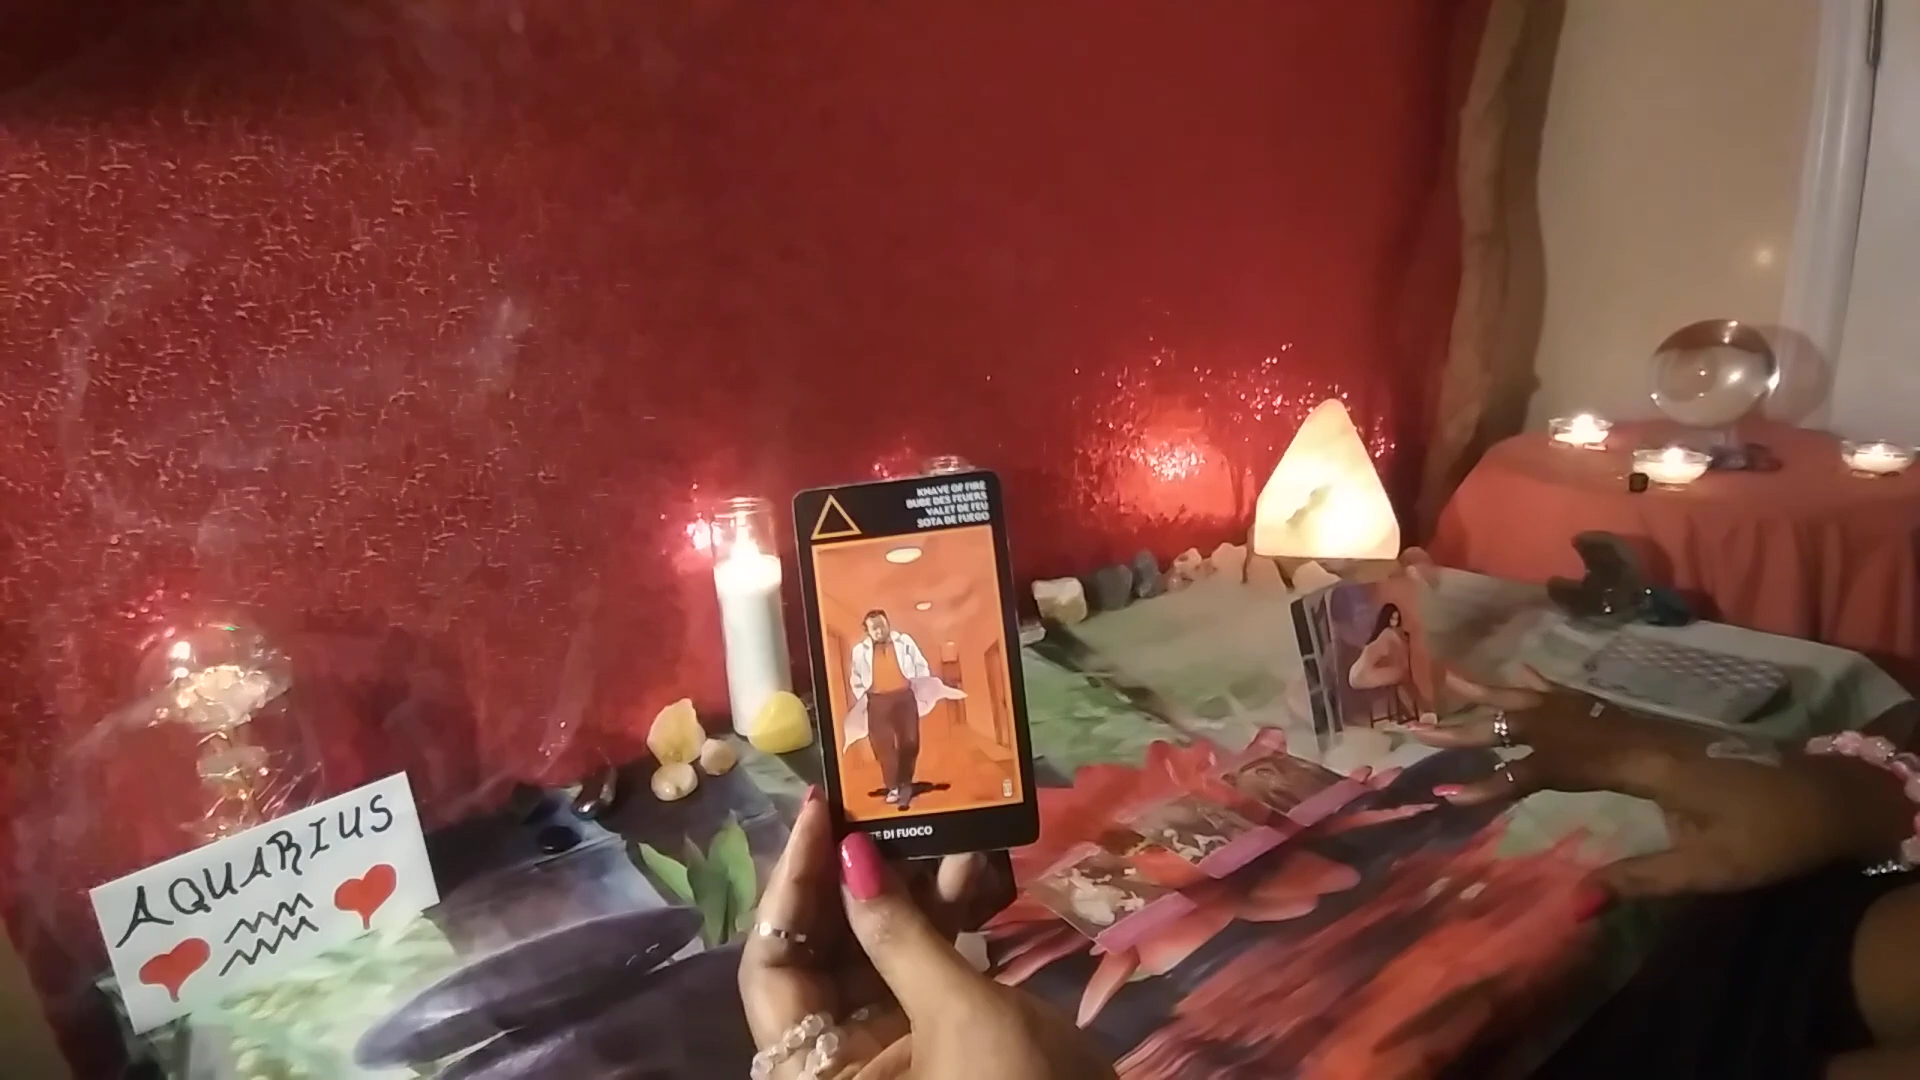 KNAVE OF FIRE
BUBE DES FEUERS
VALET DE FEU
SOTA DE FUEGO
DI FUOCO
AQUARIUS